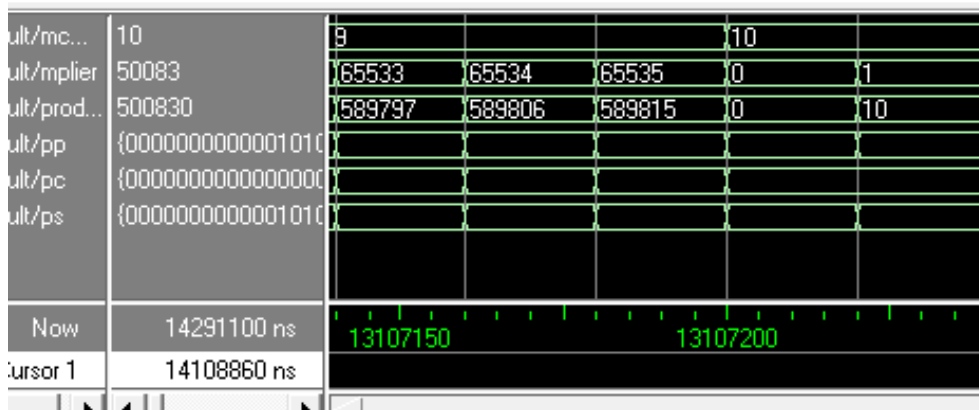 ult/mc... 10 9 10
ult/mplier 50083 65533 65534 65535 0 1
ult/prod... 500830 589797 589806 589815 0 10
ult/pp {0000000000001010
ult/pc {0000000000000000
ult/ps {0000000000001010
Now 14291100 ns 13107150 13107200
Cursor 1 14108860 ns